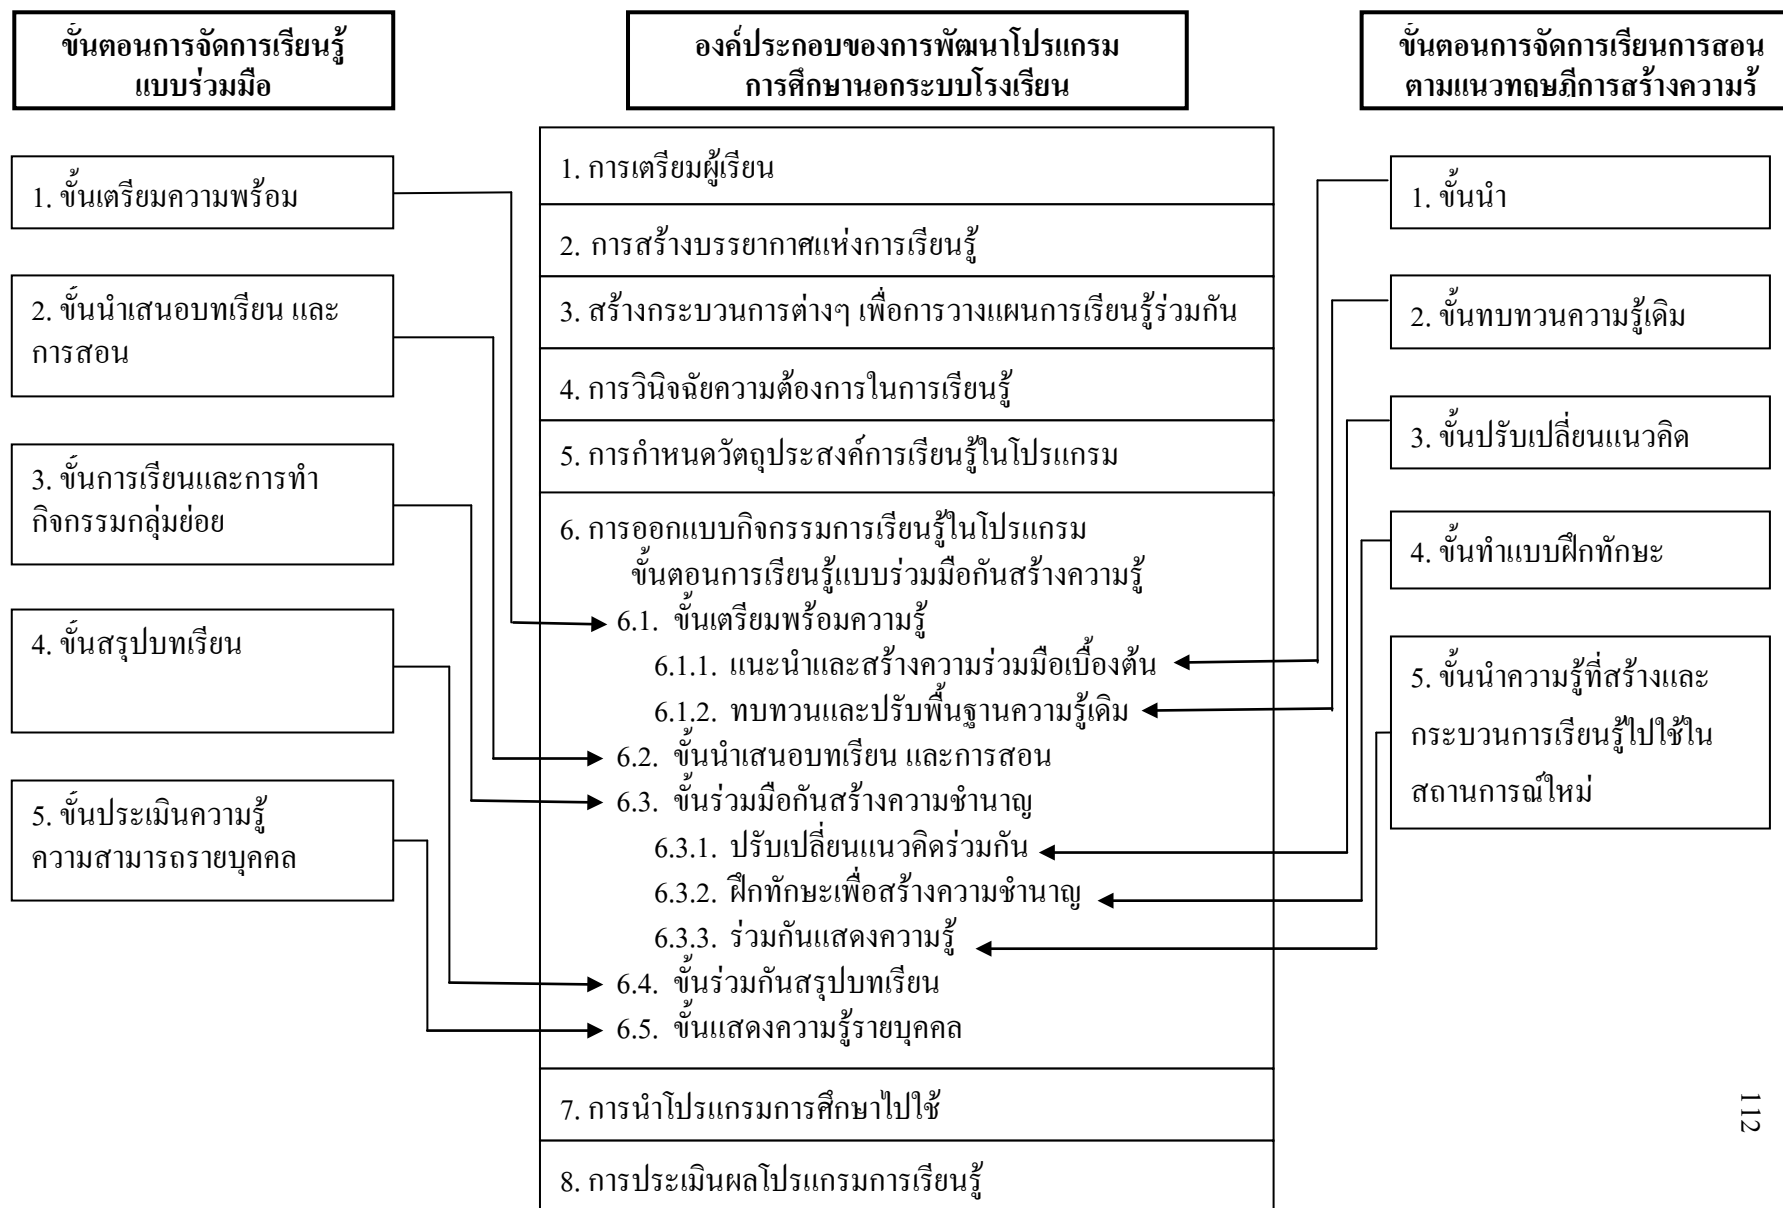 ขั้นตอนการจัดการเรียนรู้
แบบร่วมมือ
1. ขั้นเตรียมความพร้อม
2. ขั้นนำเสนอบทเรียน และ
การสอน
3. ขั้นการเรียนและการทำ
กิจกรรมกลุ่มย่อย
4. ขั้นสรุปบทเรียน
5. ขั้นประเมินความรู้
ความสามารถรายบุคคล
องค์ประกอบของการพัฒนาโปรแกรม
การศึกษานอกระบบโรงเรียน
1. การเตรียมผู้เรียน
2. การสร้างบรรยากาศแห่งการเรียนรู้
3. สร้างกระบวนการต่างๆ เพื่อการวางแผนการเรียนรู้ร่วมกัน
4. การวินิจฉัยความต้องการในการเรียนรู้
5. การกำหนดวัตถุประสงค์การเรียนรู้ในโปรแกรม
6. การออกแบบกิจกรรมการเรียนรู้ในโปรแกรม
ขั้นตอนการเรียนรู้แบบร่วมมือกันสร้างความรู้
6.1. ขั้นเตรียมพร้อมความรู้
6.1.1. แนะนำและสร้างความร่วมมือเบื้องต้น
6.1.2. ทบทวนและปรับพื้นฐานความรู้เดิม
6.2. ขั้นนำเสนอบทเรียน และการสอน
6.3. ขั้นร่วมมือกันสร้างความชำนาญ
6.3.1. ปรับเปลี่ยนแนวคิดร่วมกัน
6.3.2. ฝึกทักษะเพื่อสร้างความชำนาญ
6.3.3. ร่วมกันแสดงความรู้
6.4. ขั้นร่วมกันสรุปบทเรียน
6.5. ขั้นแสดงความรู้รายบุคคล
7. การนำโปรแกรมการศึกษาไปใช้
8. การประเมินผลโปรแกรมการเรียนรู้
ขั้นตอนการจัดการเรียนการสอน
ตามแนวทฤษฎีการสร้างความรู้
1. ขั้นนำ
2. ขั้นทบทวนความรู้เดิม
3. ขั้นปรับเปลี่ยนแนวคิด
4. ขั้นทำแบบฝึกทักษะ
5. ขั้นนำความรู้ที่สร้างและ
กระบวนการเรียนรู้ไปใช้ใน
สถานการณ์ใหม่
112